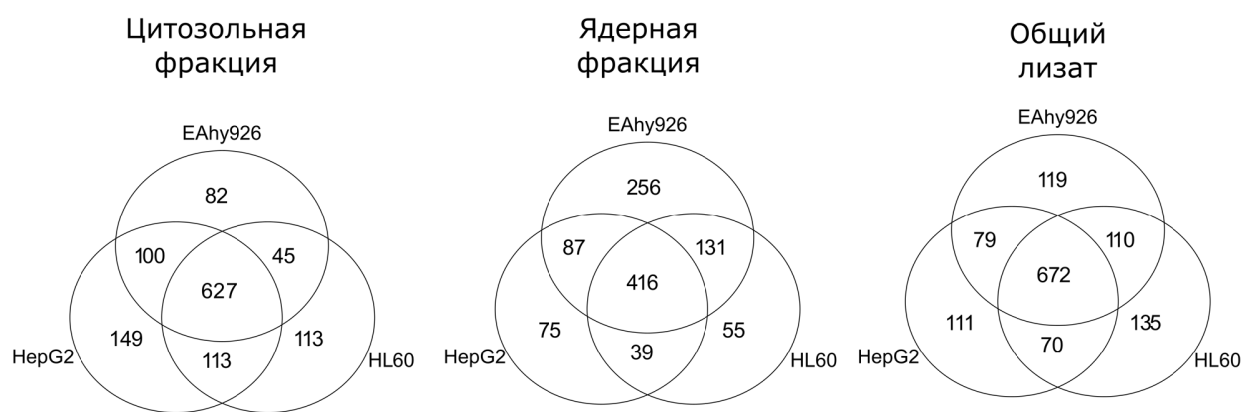 Цитозольная
фракция
EAhy926
82
100
45
627
149
113
113
HepG2
HL60
Ядерная
фракция
EAhy926
256
87
131
416
75
55
39
HepG2
HL60
Общий
лизат
EAhy926
119
79
110
672
111
135
70
HepG2
HL60